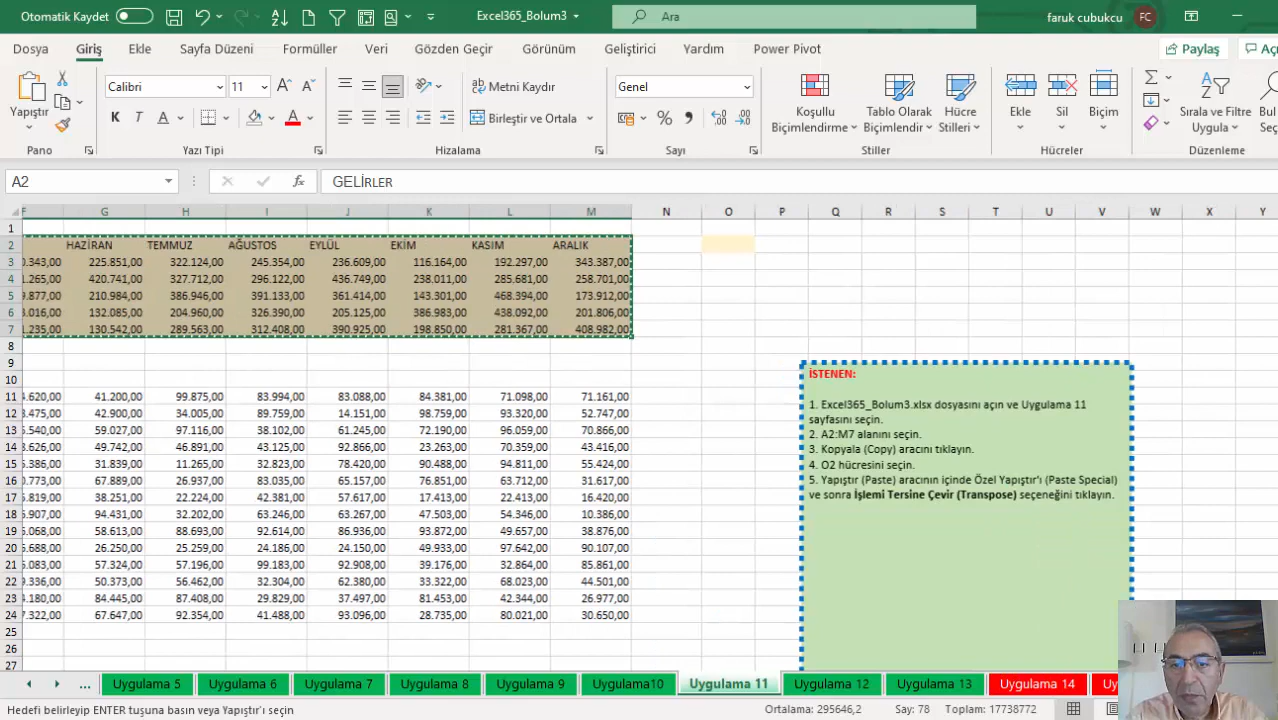 Otomatik Kaydet
Excel365_Bolum3
Ara
faruk cubukcu
FC
Dosya Giriş Ekle Sayfa Düzeni Formüller Veri Gözden Geçir Görünüm Geliştirici Yardım Power Pivot
Paylaş
Yapıştır
Calibri 11
K T A
Metni Kaydır
Birleştir ve Ortala
Genel
Koşullu Biçimlendirme
Tablo Olarak Biçimlendir
Hücre Stilleri
Ekle Sil Biçim
Sırala ve Filtre Uygula
Pano Yazı Tipi Hizalama Sayı Stiller Hücreler Düzenleme
A2 fx GELİRLER
F G H I J K L M N O P Q R S T U V W X Y
1
2 HAZİRAN TEMMUZ AĞUSTOS EYLÜL EKİM KASIM ARALIK
3 0.343,00 225.851,00 322.124,00 245.354,00 236.609,00 116.164,00 192.297,00 343.387,00
4 .265,00 420.741,00 327.712,00 296.122,00 436.749,00 238.011,00 285.681,00 258.701,00
5 .877,00 210.984,00 386.946,00 391.133,00 361.414,00 143.301,00 468.394,00 173.912,00
6 .016,00 132.085,00 204.960,00 326.390,00 205.125,00 386.983,00 438.092,00 201.806,00
7 .235,00 130.542,00 289.563,00 312.408,00 390.925,00 198.850,00 281.367,00 408.982,00
8
9
10
11 .620,00 41.200,00 99.875,00 83.994,00 83.088,00 84.381,00 71.098,00 71.161,00
12 .475,00 42.900,00 34.005,00 89.759,00 14.151,00 98.759,00 93.320,00 52.747,00
13 .540,00 59.927,00 97.116,00 38.102,00 61.245,00 72.190,00 96.059,00 70.866,00
14 .626,00 49.742,00 46.891,00 43.125,00 92.866,00 23.263,00 70.359,00 43.416,00
15 .386,00 31.839,00 11.265,00 32.823,00 78.420,00 90.488,00 94.811,00 55.424,00
16 .773,00 67.889,00 26.937,00 83.035,00 65.157,00 76.851,00 63.712,00 31.617,00
17 .819,00 38.251,00 22.224,00 42.381,00 57.617,00 17.413,00 22.413,00 16.420,00
18 .907,00 94.431,00 32.202,00 63.246,00 63.267,00 47.503,00 54.346,00 10.386,00
19 .068,00 58.613,00 88.693,00 92.614,00 86.936,00 93.872,00 49.657,00 38.876,00
20 .688,00 26.250,00 25.259,00 24.186,00 24.150,00 49.933,00 97.642,00 90.107,00
21 .083,00 57.324,00 57.196,00 99.183,00 92.908,00 39.176,00 32.864,00 85.861,00
22 .336,00 50.373,00 56.462,00 32.304,00 62.380,00 33.322,00 68.023,00 44.501,00
23 .180,00 84.445,00 87.408,00 29.829,00 37.497,00 81.453,00 42.344,00 26.977,00
24 .322,00 67.647,00 92.354,00 41.488,00 93.096,00 28.735,00 80.021,00 30.650,00
25
26
27
İSTENEN:
1. Excel365_Bolum3.xlsx dosyasını açın ve Uygulama 11
sayfasını seçin.
2. A2:M7 alanını seçin.
3. Kopyala (Copy) aracını tıklayın.
4. O2 hücresini seçin.
5. Yapıştır (Paste) aracının içinde Özel Yapıştır'ı (Paste Special)
ve sonra İşlemi Tersine Çevir (Transpose) seçeneğini tıklayın.
... Uygulama 5 Uygulama 6 Uygulama 7 Uygulama 8 Uygulama 9 Uygulama10 Uygulama 11 Uygulama 12 Uygulama 13 Uygulama 14
Hedefi belirleyip ENTER tuşuna basın veya Yapıştır'ı seçin
Ortalama: 295646,2 Say: 78 Toplam: 17738772